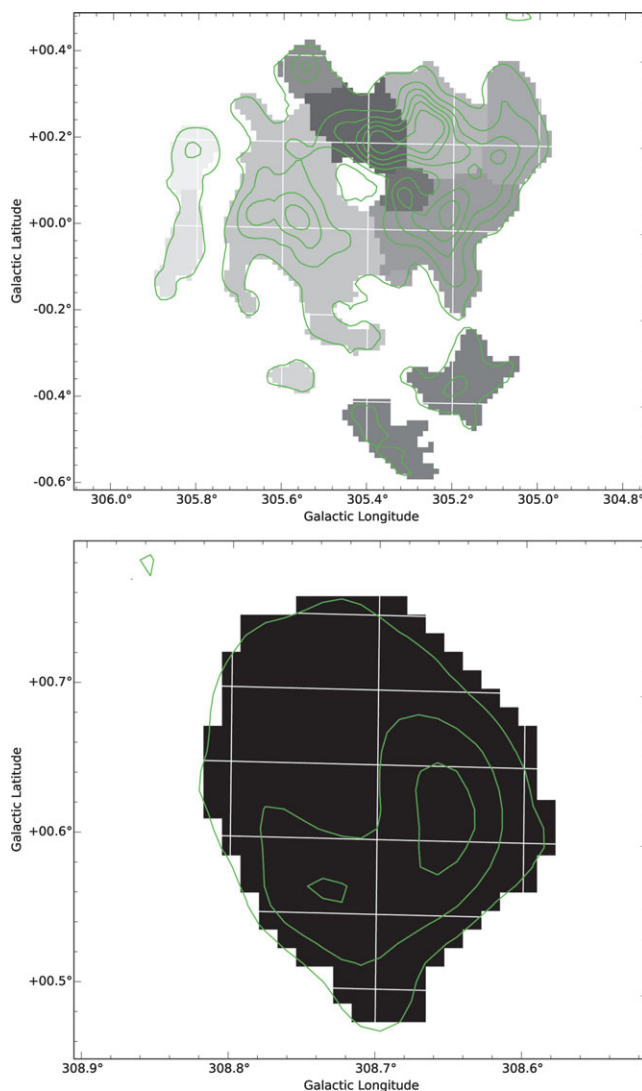 +00.4°
+00.2°
+00.0°
-00.2°
-00.4°
-00.6°
Galactic Latitude
306.0° 305.8° 305.6° 305.4° 305.2° 305.0° 304.8°
Galactic Longitude
+00.7°
+00.6°
+00.5°
Galactic Latitude
308.9° 308.8° 308.7° 308.6°
Galactic Longitude